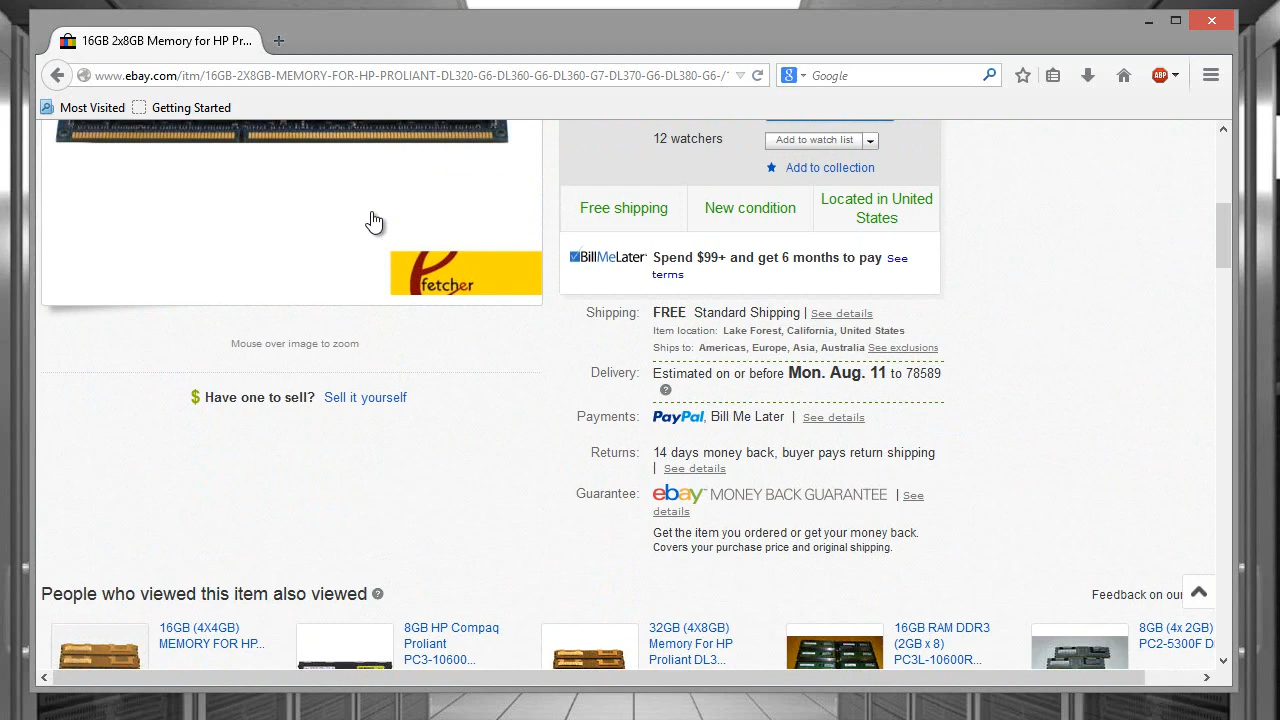 16GB 2x8GB Memory for HP Pr...
www.ebay.com/itm/16GB-2X8GB-MEMORY-FOR-HP-PROLIANT-DL320-G6-DL360-G6-DL360-G7-DL370-G6-DL380-G6-/
Google
ABP
Most Visited
Getting Started
12 watchers
Add to watch list
Add to collection
Free shipping
New condition
Located in United
States
BillMeLater
Spend $99+ and get 6 months to pay See
terms
fetcher
Shipping: FREE Standard Shipping | See details
Item location: Lake Forest, California, United States
Ships to: Americas, Europe, Asia, Australia See exclusions
Mouse over image to zoom
Delivery: Estimated on or before Mon. Aug. 11 to 78589
$ Have one to sell? Sell it yourself
Payments: PayPal, Bill Me Later | See details
Returns: 14 days money back, buyer pays return shipping
| See details
Guarantee: ebay™ MONEY BACK GUARANTEE | See
details
Get the item you ordered or get your money back.
Covers your purchase price and original shipping.
People who viewed this item also viewed
Feedback on our
16GB (4X4GB)
MEMORY FOR HP...
8GB HP Compaq
Proliant
PC3-10600...
32GB (4X8GB)
Memory For HP
Proliant DL3...
16GB RAM DDR3
(2GB x 8)
PC3L-10600R...
8GB (4x 2GB)
PC2-5300F